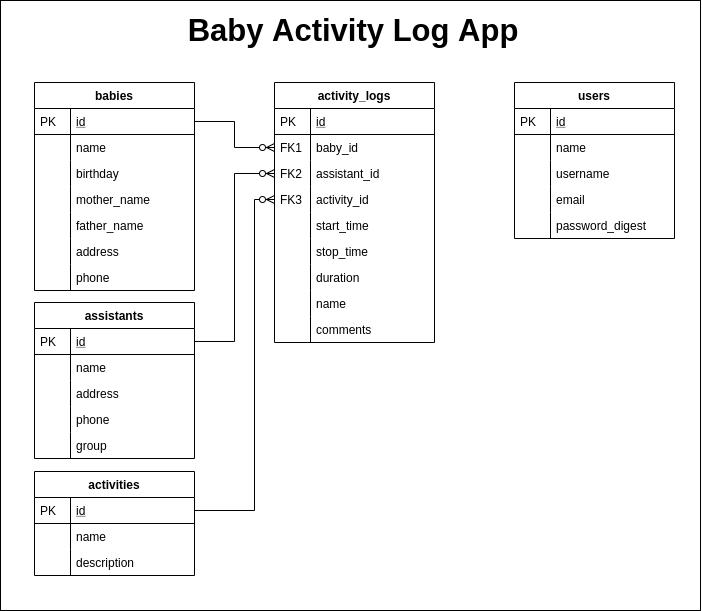 Baby Activity Log App
babies
PK id
name
birthday
mother_name
father_name
address
phone
assistants
PK id
name
address
phone
group
activities
PK id
name
description
activity_logs
PK id
FK1 baby_id
FK2 assistant_id
FK3 activity_id
start_time
stop_time
duration
name
comments
users
PK id
name
username
email
password_digest